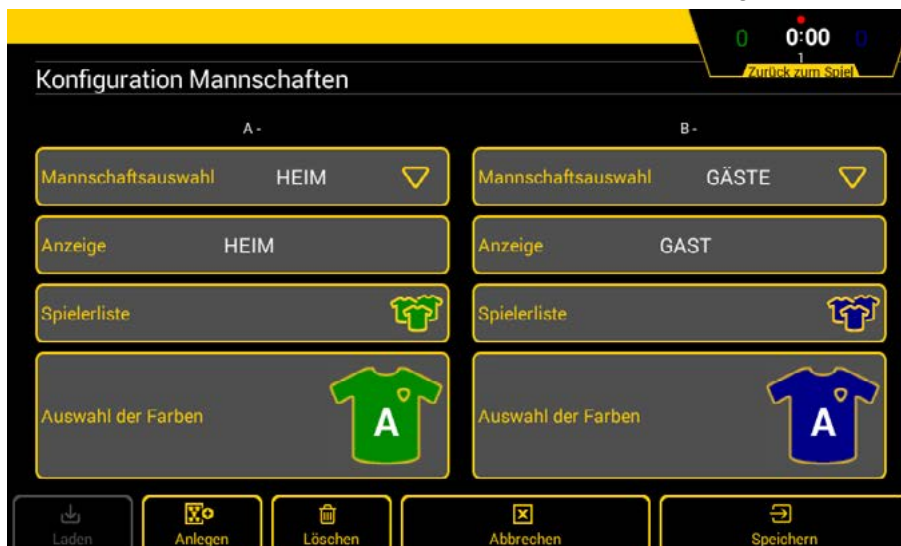 0 0:00 0
1
Zurück zum Spiel
Konfiguration Mannschaften
A - B -
Mannschaftsauswahl HEIM Mannschaftsauswahl GÄSTE
Anzeige HEIM Anzeige GAST
Spielerliste Spielerliste
Auswahl der Farben A Auswahl der Farben A
Laden Anlegen Löschen Abbrechen Speichern